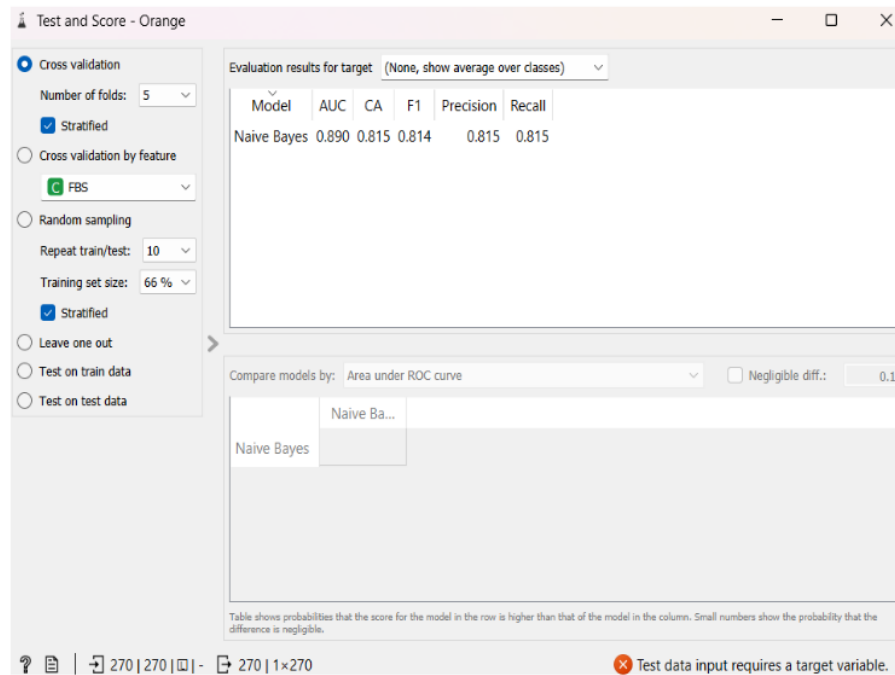 Test and Score - Orange
Cross validation
Number of folds: 5
Stratified
Cross validation by feature
C FBS
Random sampling
Repeat train/test: 10
Training set size: 66 %
Stratified
Leave one out
Test on train data
Test on test data
Evaluation results for target (None, show average over classes)
Model AUC CA F1 Precision Recall
Naive Bayes 0.890 0.815 0.814 0.815 0.815
Compare models by: Area under ROC curve Negligible diff.: 0.1
Naive Ba...
Naive Bayes
Table shows probabilities that the score for the model in the row is higher than that of the model in the column. Small numbers show the probability that the
difference is negligible.
? 270 | 270 | - 270 | 1×270 Test data input requires a target variable.